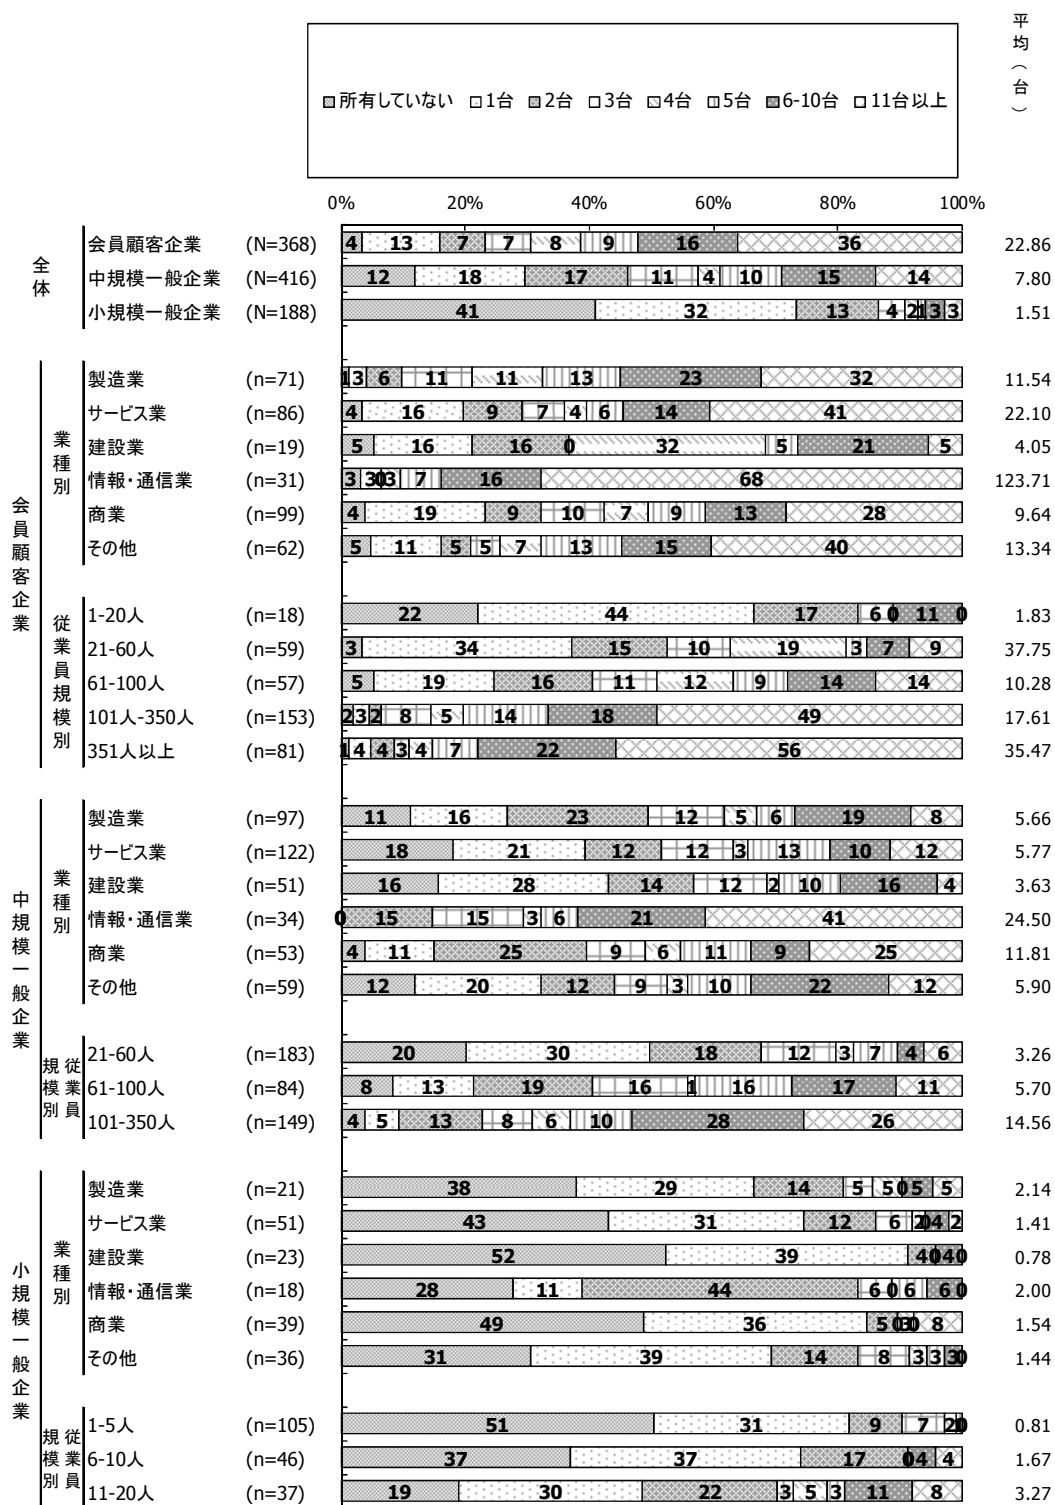 平均（台）
所有していない 1台 2台 3台 4台 5台 6-10台 11台以上
0% 20% 40% 60% 80% 100%
全体
会員顧客企業 (N=368) 4 13 7 7 8 9 16 36 22.86
中規模一般企業 (N=416) 12 18 17 11 4 10 15 14 7.80
小規模一般企業 (N=188) 41 32 13 4 2 1 3 3 1.51
会員顧客企業
業種別
製造業 (n=71) 1 3 6 11 11 13 23 32 11.54
サービス業 (n=86) 4 16 9 7 4 6 14 41 22.10
建設業 (n=19) 5 16 16 0 32 5 21 5 4.05
情報・通信業 (n=31) 3 3 0 3 7 16 68 123.71
商業 (n=99) 4 19 9 10 7 9 13 28 9.64
その他 (n=62) 5 11 5 5 7 13 15 40 13.34
従業員規模別
1-20人 (n=18) 22 44 17 6 0 11 0 1.83
21-60人 (n=59) 3 34 15 10 19 3 7 9 37.75
61-100人 (n=57) 5 19 16 11 12 9 14 14 10.28
101人-350人 (n=153) 2 3 2 8 5 14 18 49 17.61
351人以上 (n=81) 1 4 4 3 4 7 22 56 35.47
中規模一般企業
業種別
製造業 (n=97) 11 16 23 12 5 6 19 8 5.66
サービス業 (n=122) 18 21 12 12 3 13 10 12 5.77
建設業 (n=51) 16 28 14 12 2 10 16 4 3.63
情報・通信業 (n=34) 0 15 15 3 6 21 41 24.50
商業 (n=53) 4 11 25 9 6 11 9 25 11.81
その他 (n=59) 12 20 12 9 3 10 22 12 5.90
従業員規模別
21-60人 (n=183) 20 30 18 12 3 7 4 6 3.26
61-100人 (n=84) 8 13 19 16 1 16 17 11 5.70
101-350人 (n=149) 4 5 13 8 6 10 28 26 14.56
小規模一般企業
業種別
製造業 (n=21) 38 29 14 5 5 0 5 5 2.14
サービス業 (n=51) 43 31 12 6 2 0 4 2 1.41
建設業 (n=23) 52 39 4 0 4 0 0.78
情報・通信業 (n=18) 28 11 44 6 0 6 6 0 2.00
商業 (n=39) 49 36 5 0 3 0 8 1.54
その他 (n=36) 31 39 14 8 3 3 3 0 1.44
従業員規模別
1-5人 (n=105) 51 31 9 7 2 0 0.81
6-10人 (n=46) 37 37 17 0 4 4 1.67
11-20人 (n=37) 19 30 22 3 5 3 11 8 3.27